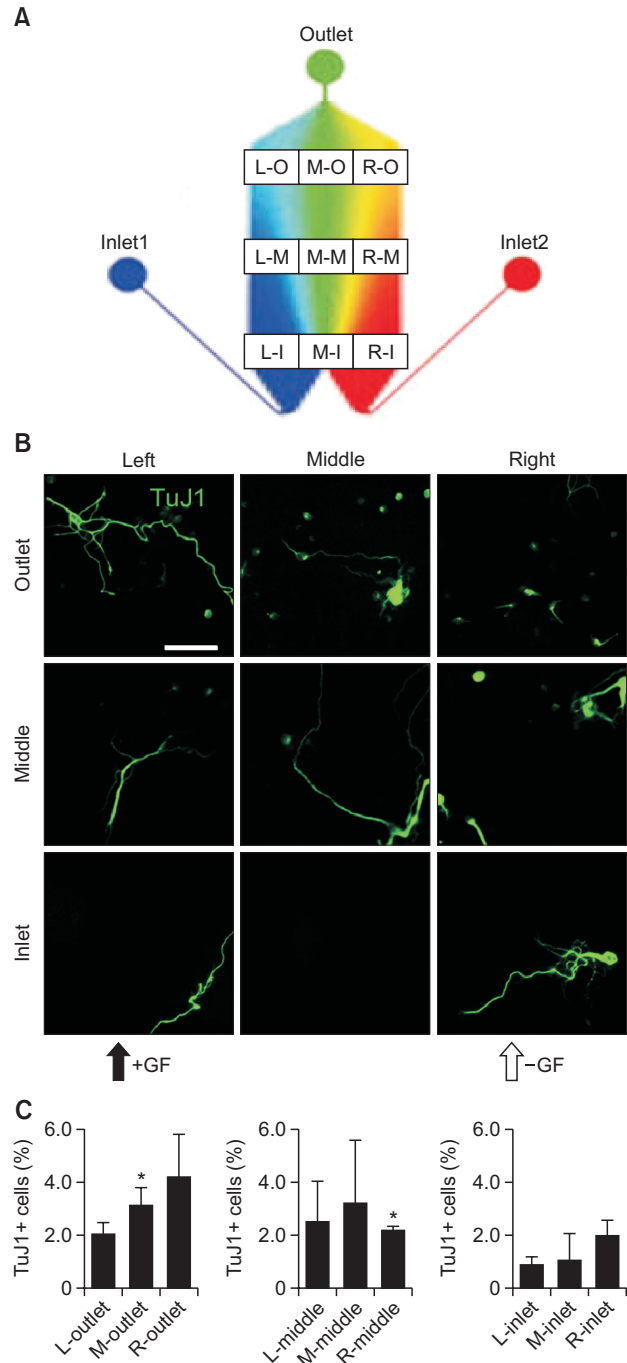 A
Outlet
L-O M-O R-O
Inlet1
Inlet2
L-M M-M R-M
L-I M-I R-I
B
Left Middle Right
TuJ1
Outlet
Middle
Inlet
+GF
−GF
C
TuJ1+ cells (%)
6.0
4.0
2.0
0
*
L-outlet
M-outlet
R-outlet
TuJ1+ cells (%)
6.0
4.0
2.0
0
*
L-middle
M-middle
R-middle
TuJ1+ cells (%)
6.0
4.0
2.0
0
L-inlet
M-inlet
R-inlet